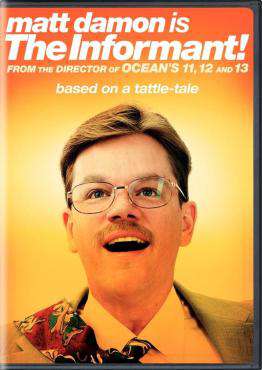 matt damon is
The Informant!
FROM THE DIRECTOR OF OCEAN'S 11, 12 AND 13
based on a tattle-tale